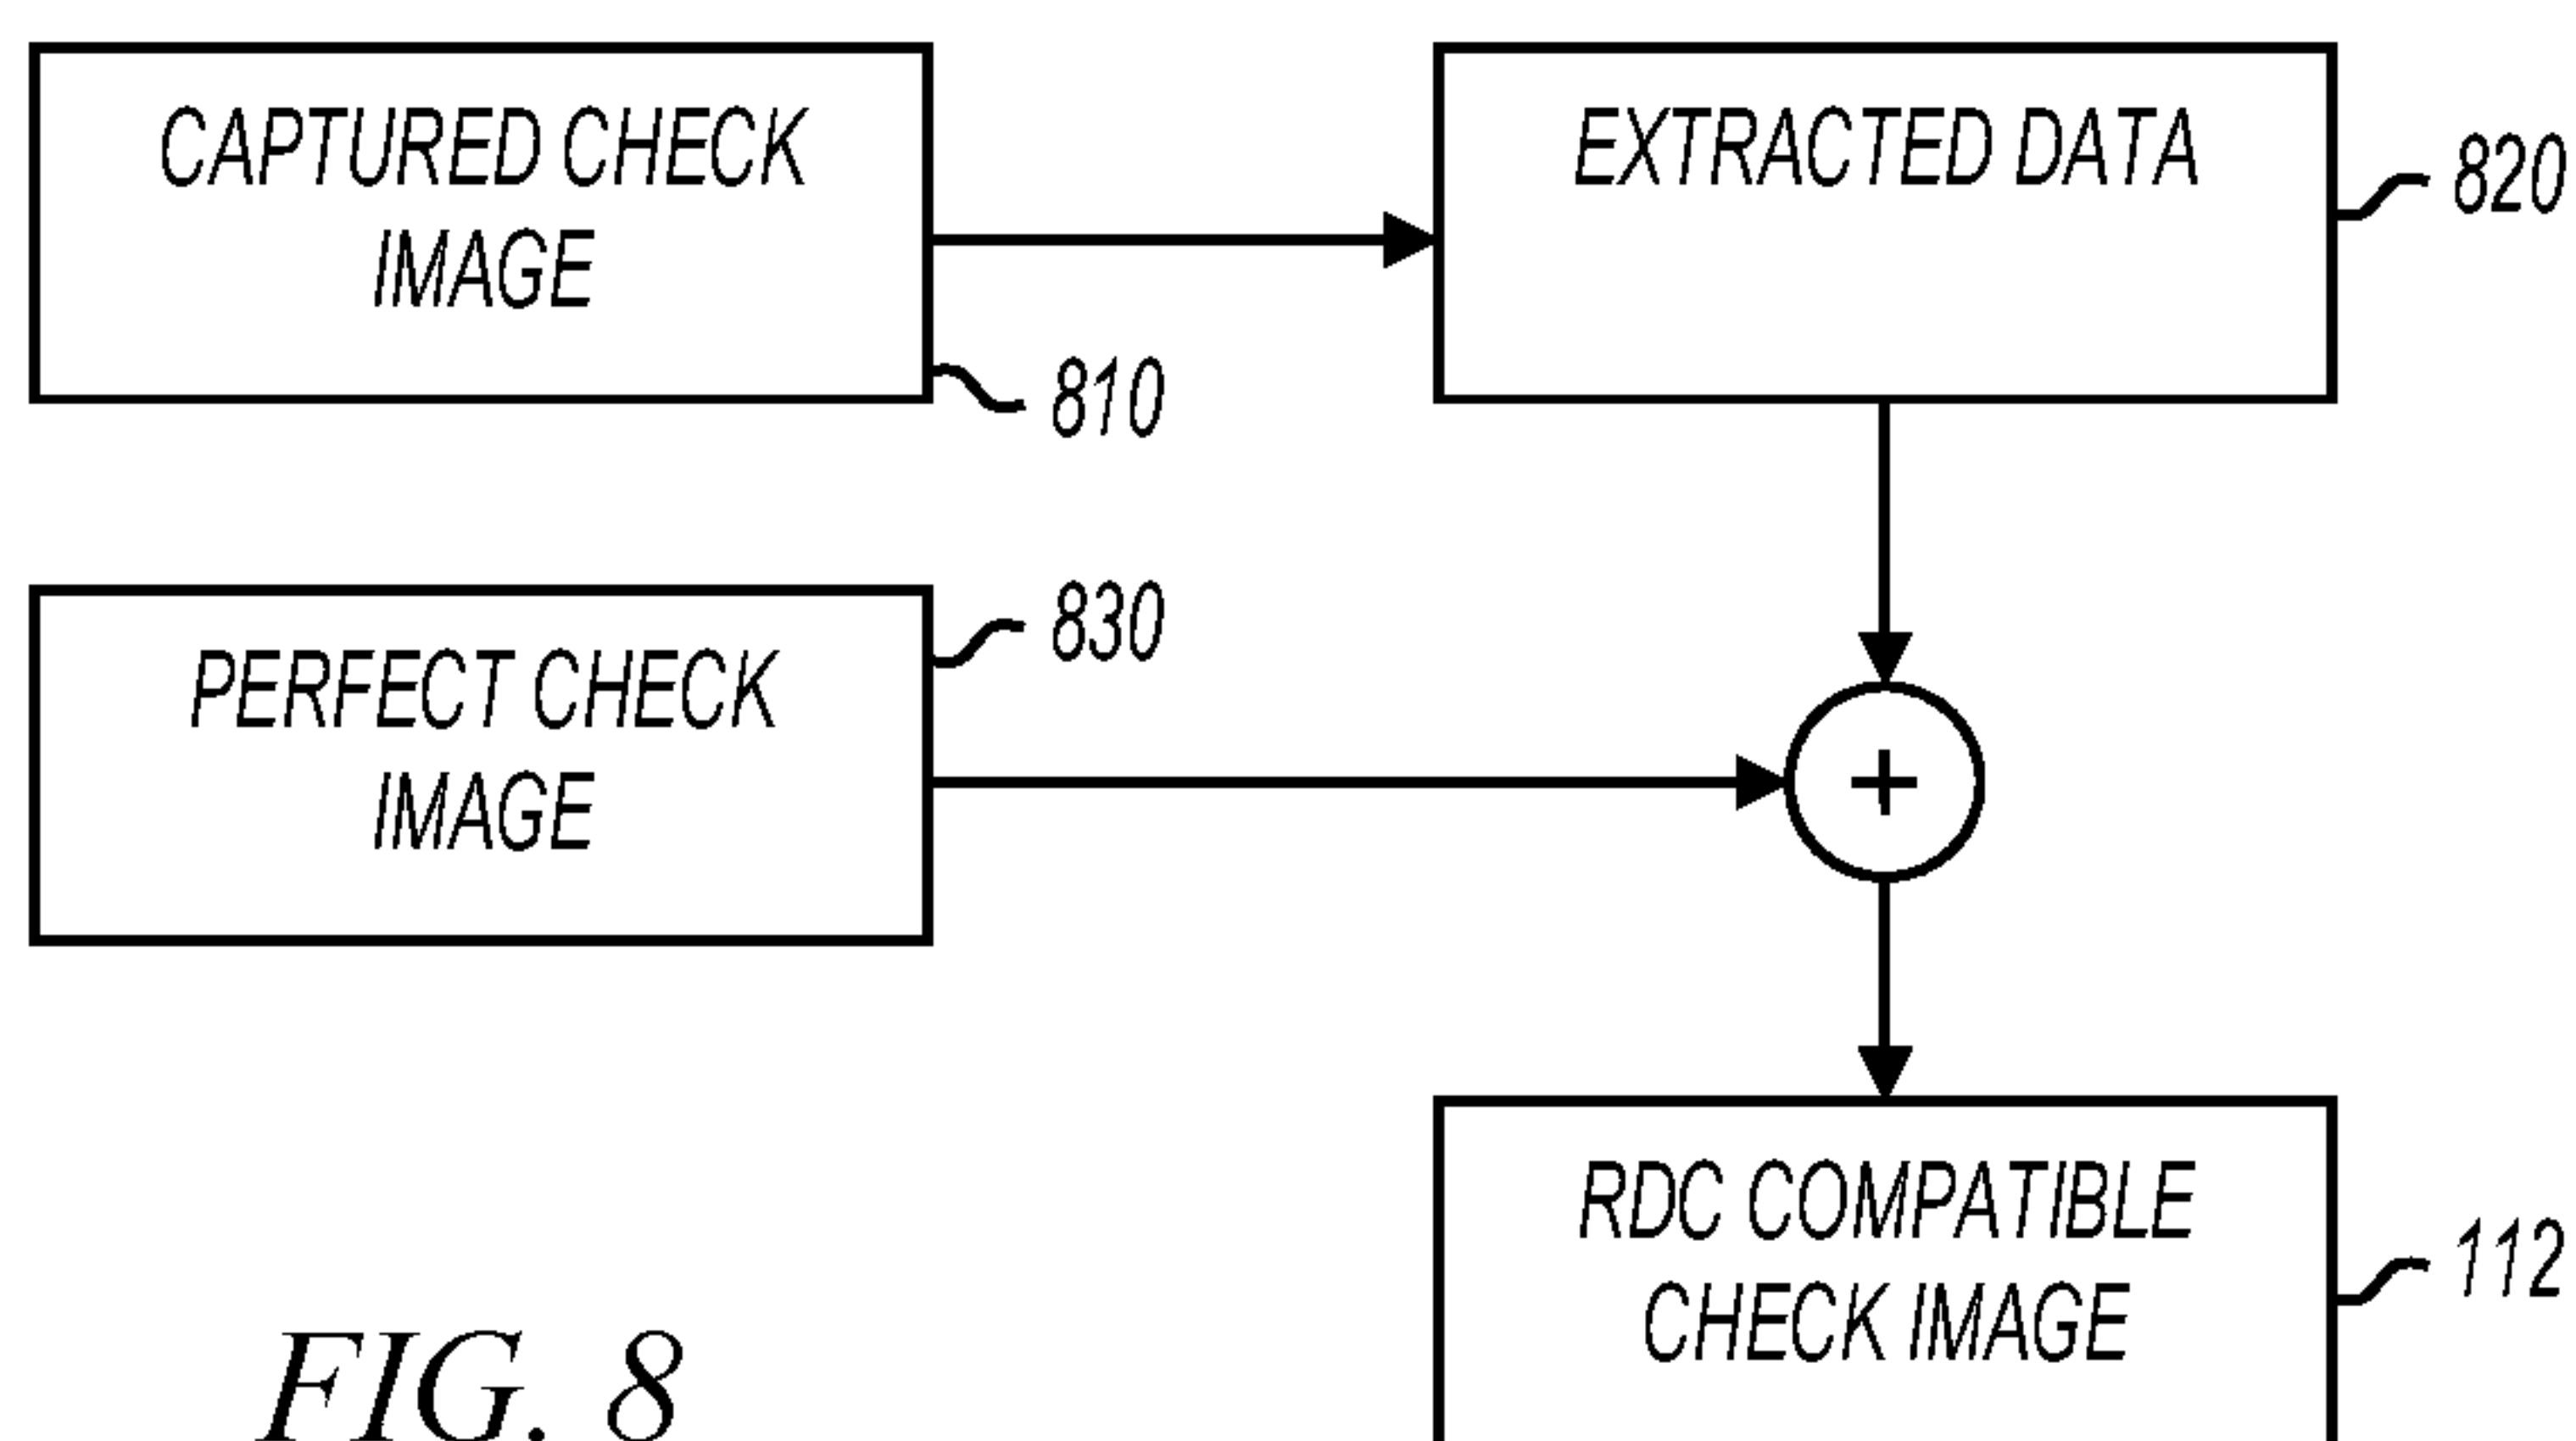 CAPTURED CHECK
IMAGE
810
EXTRACTED DATA
820
PERFECT CHECK
IMAGE
830
+
RDC COMPATIBLE
CHECK IMAGE
112
FIG. 8